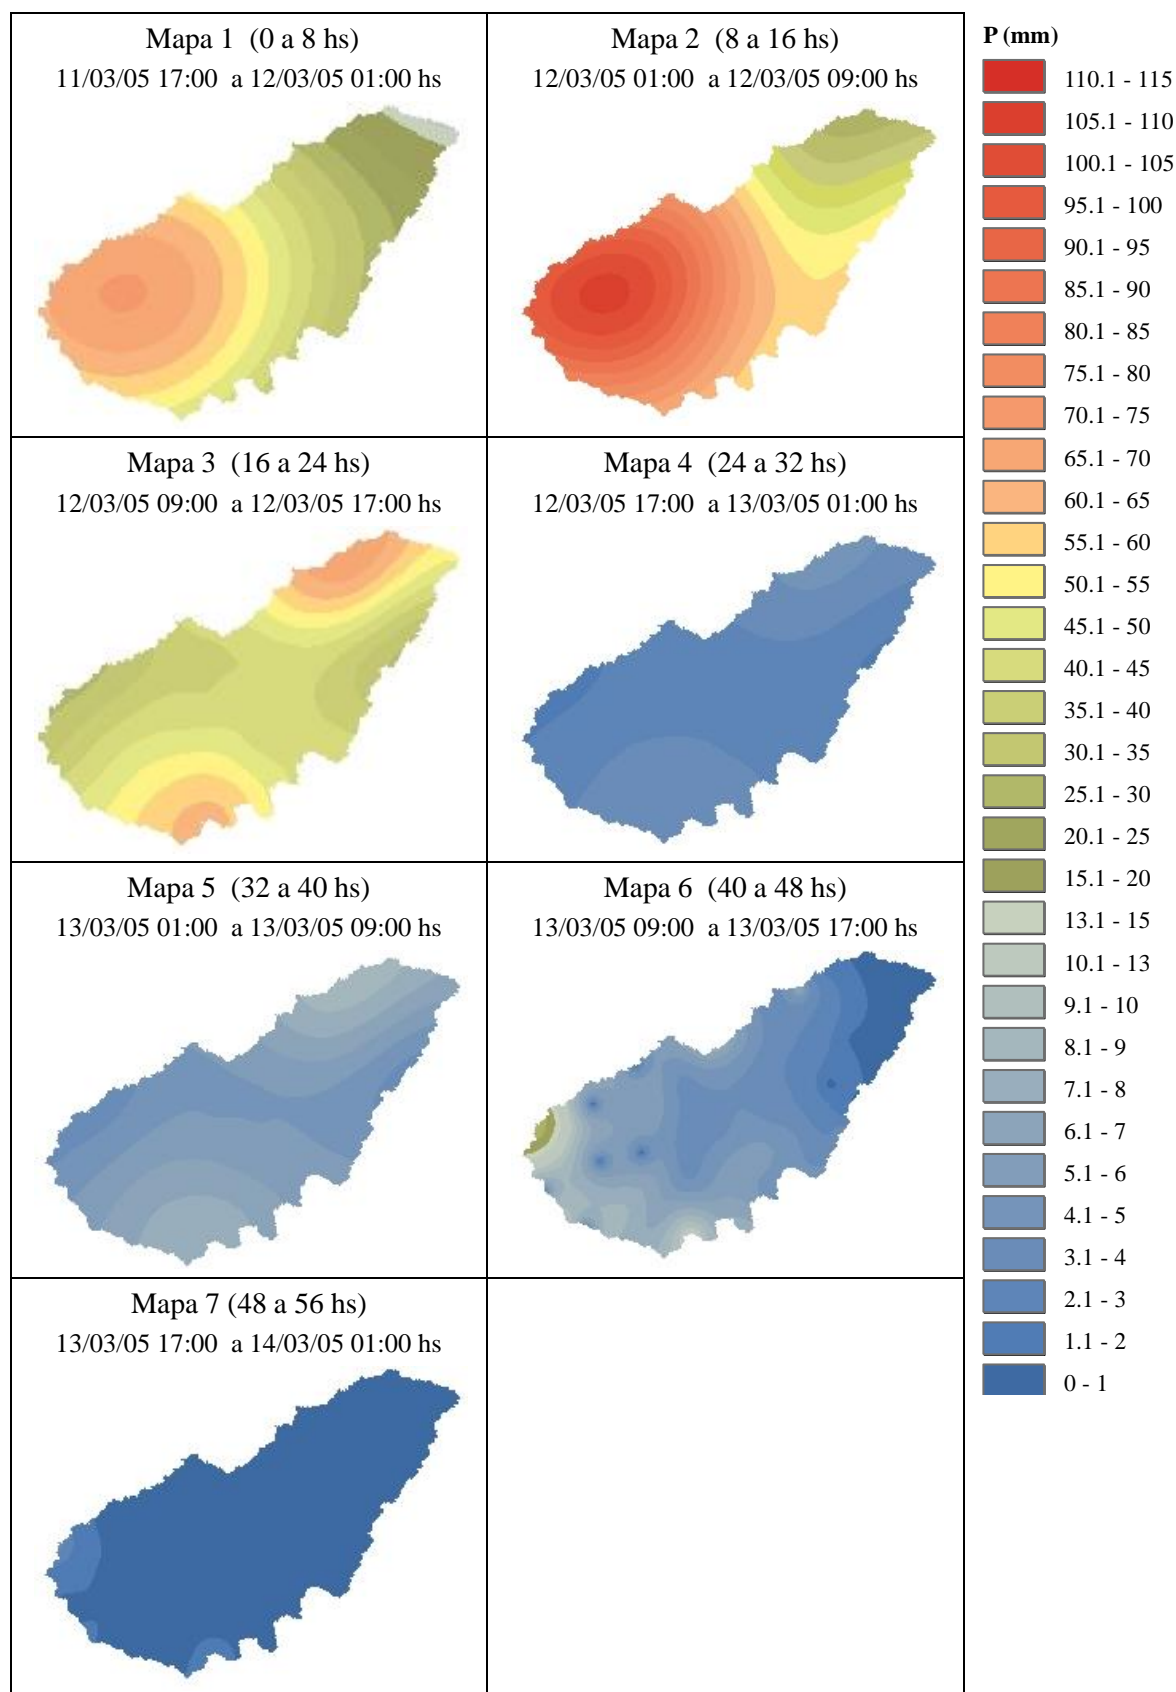 Mapa 1 (0 a 8 hs)
11/03/05 17:00 a 12/03/05 01:00 hs
Mapa 2 (8 a 16 hs)
12/03/05 01:00 a 12/03/05 09:00 hs
Mapa 3 (16 a 24 hs)
12/03/05 09:00 a 12/03/05 17:00 hs
Mapa 4 (24 a 32 hs)
12/03/05 17:00 a 13/03/05 01:00 hs
Mapa 5 (32 a 40 hs)
13/03/05 01:00 a 13/03/05 09:00 hs
Mapa 6 (40 a 48 hs)
13/03/05 09:00 a 13/03/05 17:00 hs
Mapa 7 (48 a 56 hs)
13/03/05 17:00 a 14/03/05 01:00 hs
P (mm)
110.1 - 115
105.1 - 110
100.1 - 105
95.1 - 100
90.1 - 95
85.1 - 90
80.1 - 85
75.1 - 80
70.1 - 75
65.1 - 70
60.1 - 65
55.1 - 60
50.1 - 55
45.1 - 50
40.1 - 45
35.1 - 40
30.1 - 35
25.1 - 30
20.1 - 25
15.1 - 20
13.1 - 15
10.1 - 13
9.1 - 10
8.1 - 9
7.1 - 8
6.1 - 7
5.1 - 6
4.1 - 5
3.1 - 4
2.1 - 3
1.1 - 2
0 - 1